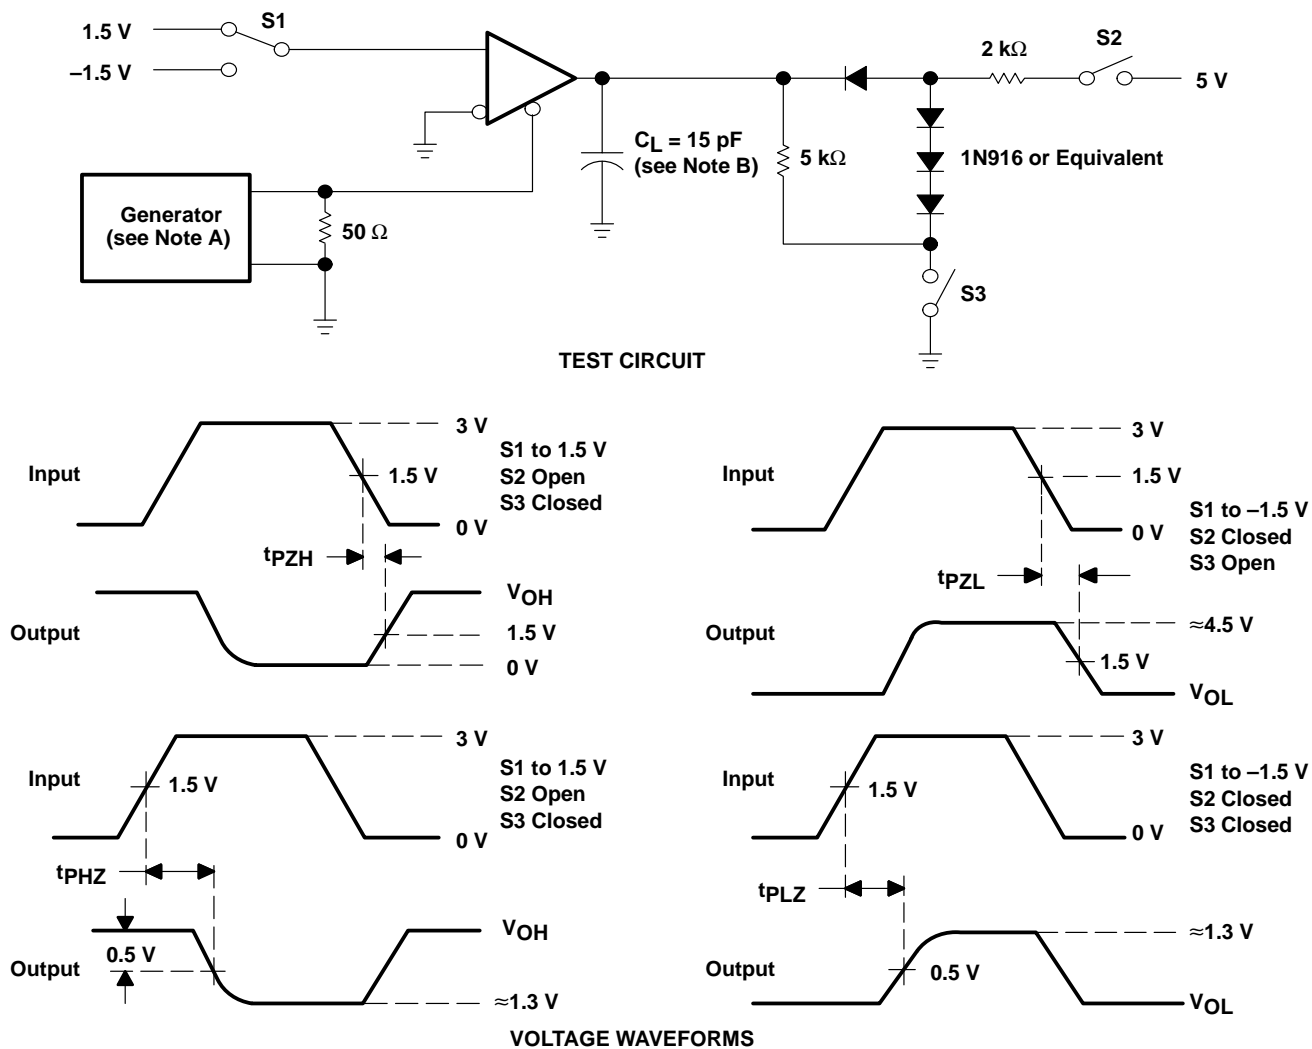 1.5 V
S1
–1.5 V
2 kΩ
S2
5 V
CL = 15 pF
(see Note B)
5 kΩ
1N916 or Equivalent
Generator
(see Note A)
50 Ω
S3
TEST CIRCUIT
Input
3 V
1.5 V
0 V
S1 to 1.5 V
S2 Open
S3 Closed
tPZH
Output
VOH
1.5 V
0 V
Input
3 V
1.5 V
0 V
S1 to –1.5 V
S2 Closed
S3 Open
tPZL
Output
≈4.5 V
1.5 V
VOL
Input
3 V
1.5 V
0 V
S1 to 1.5 V
S2 Open
S3 Closed
tPHZ
Output
0.5 V
VOH
≈1.3 V
Input
3 V
1.5 V
0 V
S1 to –1.5 V
S2 Closed
S3 Closed
tPLZ
Output
≈1.3 V
0.5 V
VOL
VOLTAGE WAVEFORMS